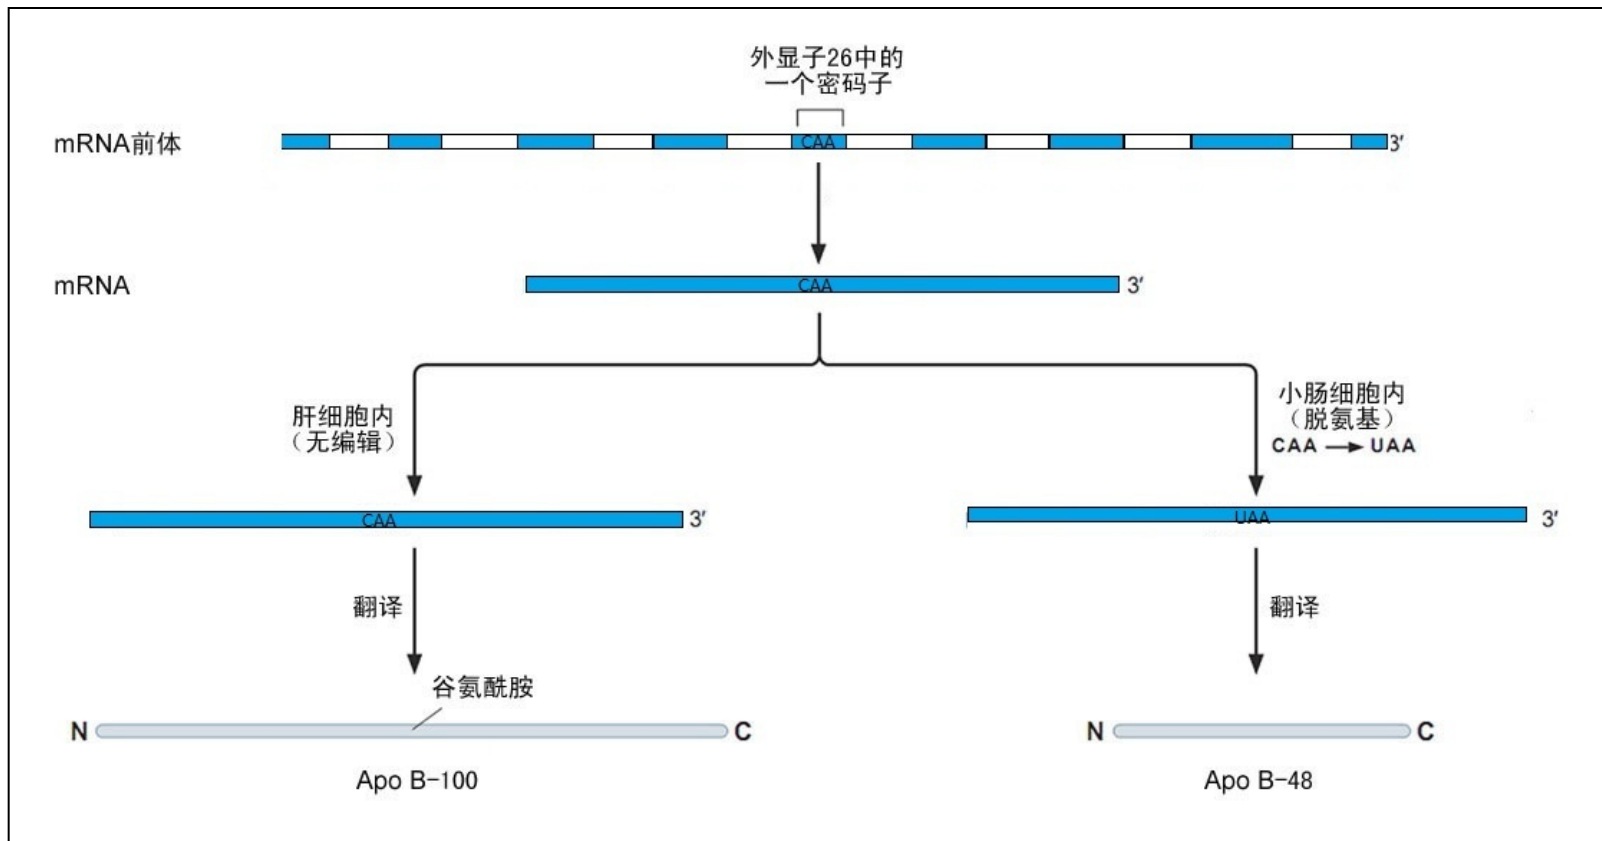 外显子26中的
一个密码子
mRNA前体
CAA
3′
mRNA
CAA
3′
肝细胞内
（无编辑）
小肠细胞内
（脱氨基）
CAA → UAA
CAA
3′
UAA
3′
翻译
翻译
谷氨酰胺
N
C
N
C
Apo B-100
Apo B-48